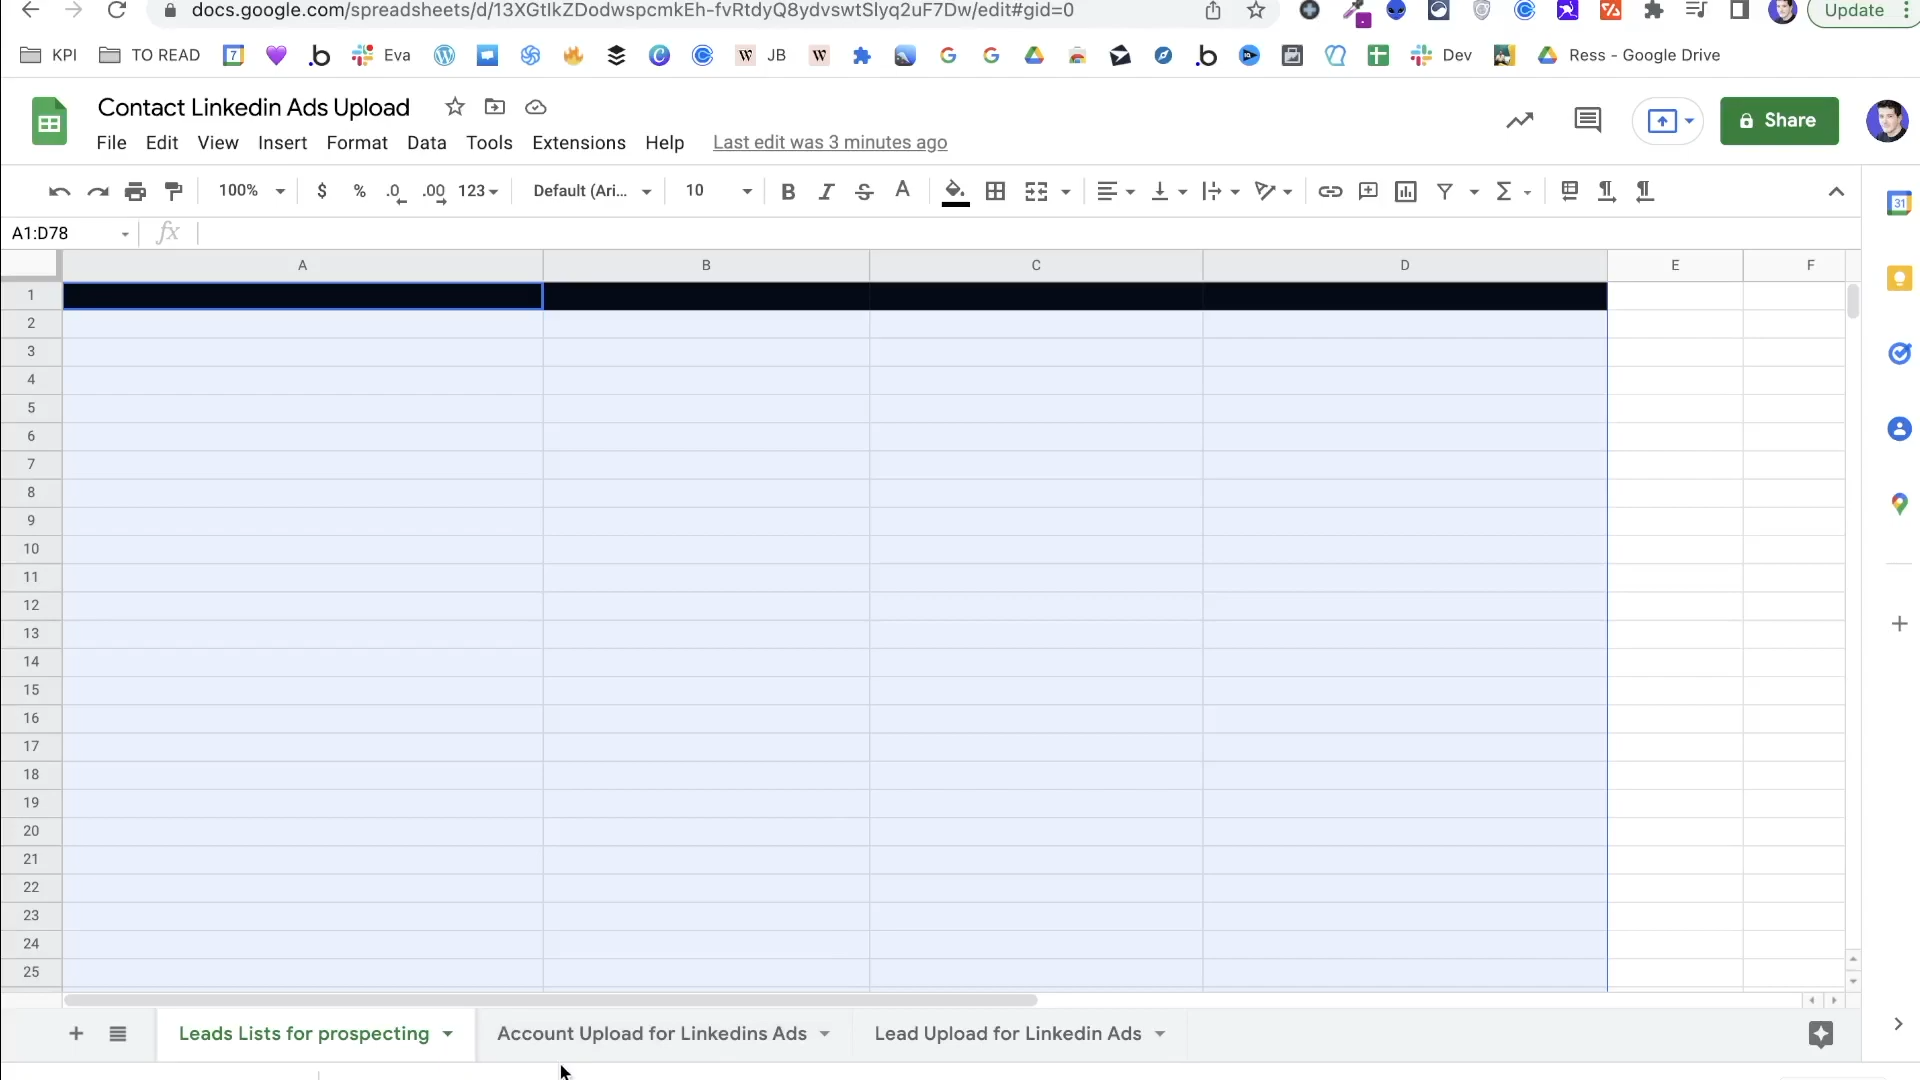 docs.google.com/spreadsheets/d/13XGtIkZDodwspcmkEh-fvRtdyQ8ydvswtSlyq2uF7Dw/edit#gid=0
Update
KPI
TO READ
7
b
Eva
W
JB
W
b
Dev
Ress - Google Drive
Contact Linkedin Ads Upload
File Edit View Insert Format Data Tools Extensions Help Last edit was 3 minutes ago
Share
100% $ % .0 .00 123 Default (Ari... 10 B I S A
31
A1:D78 fx
A B C D E F
1
2
3
4
5
6
7
8
9
10
11
12
13
14
15
16
17
18
19
20
21
22
23
24
25
Leads Lists for prospecting Account Upload for Linkedins Ads Lead Upload for Linkedin Ads